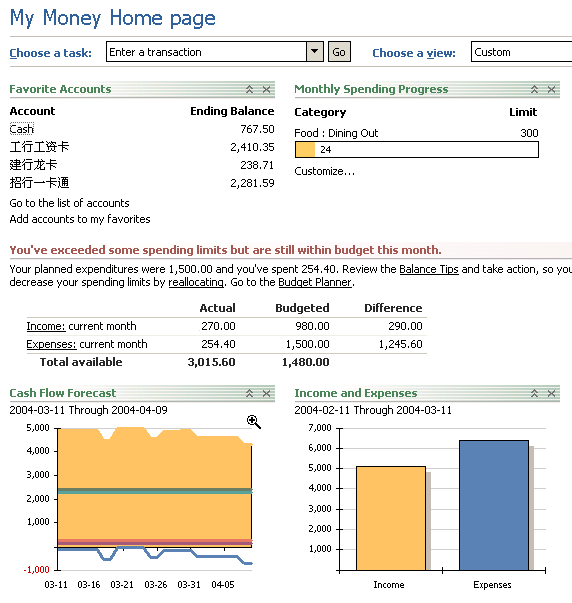 My Money Home page
Choose a task: Enter a transaction Go Choose a view: Custom
Favorite Accounts
Account Ending Balance
Cash 767.50
工行工资卡 2,410.35
建行龙卡 238.71
招行一卡通 2,281.59
Go to the list of accounts
Add accounts to my favorites
Monthly Spending Progress
Category Limit
Food : Dining Out 300
24
Customize...
You've exceeded some spending limits but are still within budget this month.
Your planned expenditures were 1,500.00 and you've spent 254.40. Review the Balance Tips and take action, so you
decrease your spending limits by reallocating. Go to the Budget Planner.
Actual Budgeted Difference
Income: current month 270.00 980.00 290.00
Expenses: current month 254.40 1,500.00 1,245.60
Total available 3,015.60 1,480.00
Cash Flow Forecast
2004-03-11 Through 2004-04-09
5,000
4,000
3,000
2,000
1,000
-1,000
03-11 03-16 03-21 03-26 03-31 04-05
Income and Expenses
2004-02-11 Through 2004-03-11
7,000
6,000
5,000
4,000
3,000
2,000
1,000
Income Expenses